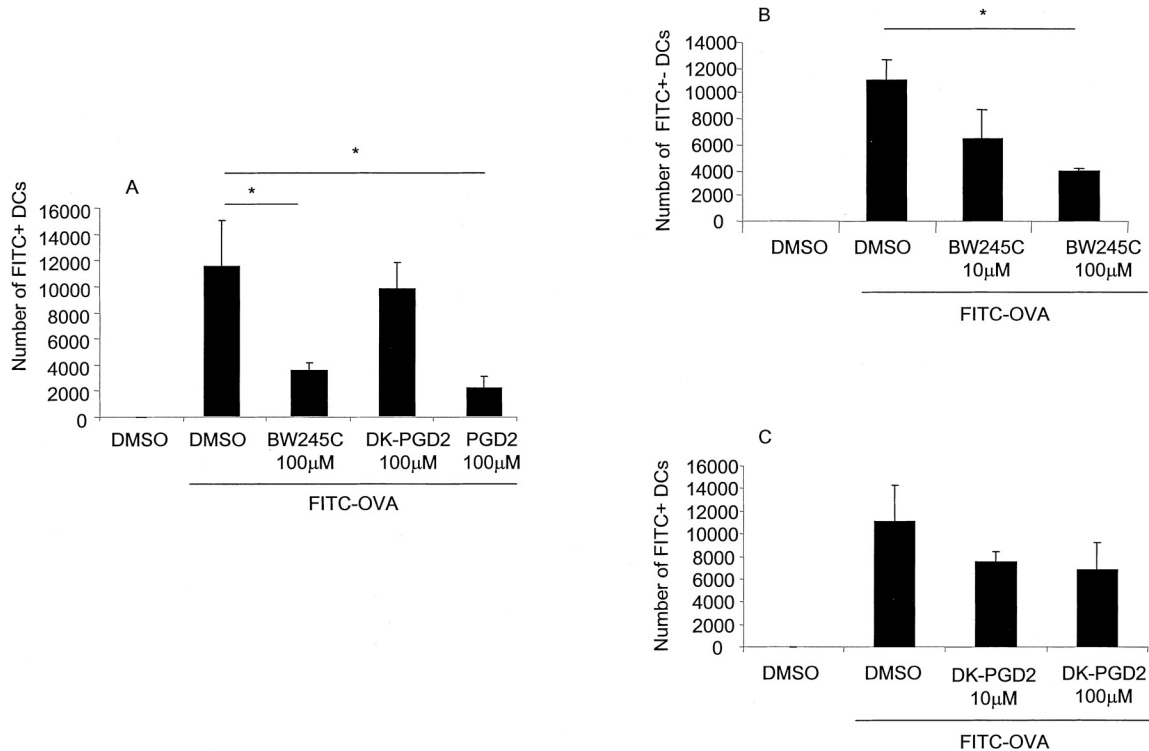 A
*
*
Number of FITC+ DCs
16000
14000
12000
10000
8000
6000
4000
2000
0
DMSO DMSO BW245C DK-PGD2 PGD2
100μM 100μM 100μM
FITC-OVA
B
*
Number of FITC+- DCs
14000
12000
10000
8000
6000
4000
2000
0
DMSO DMSO BW245C BW245C
10μM 100μM
FITC-OVA
C
Number of FITC+ DCs
16000
14000
12000
10000
8000
6000
4000
2000
0
DMSO DMSO DK-PGD2 DK-PGD2
10μM 100μM
FITC-OVA